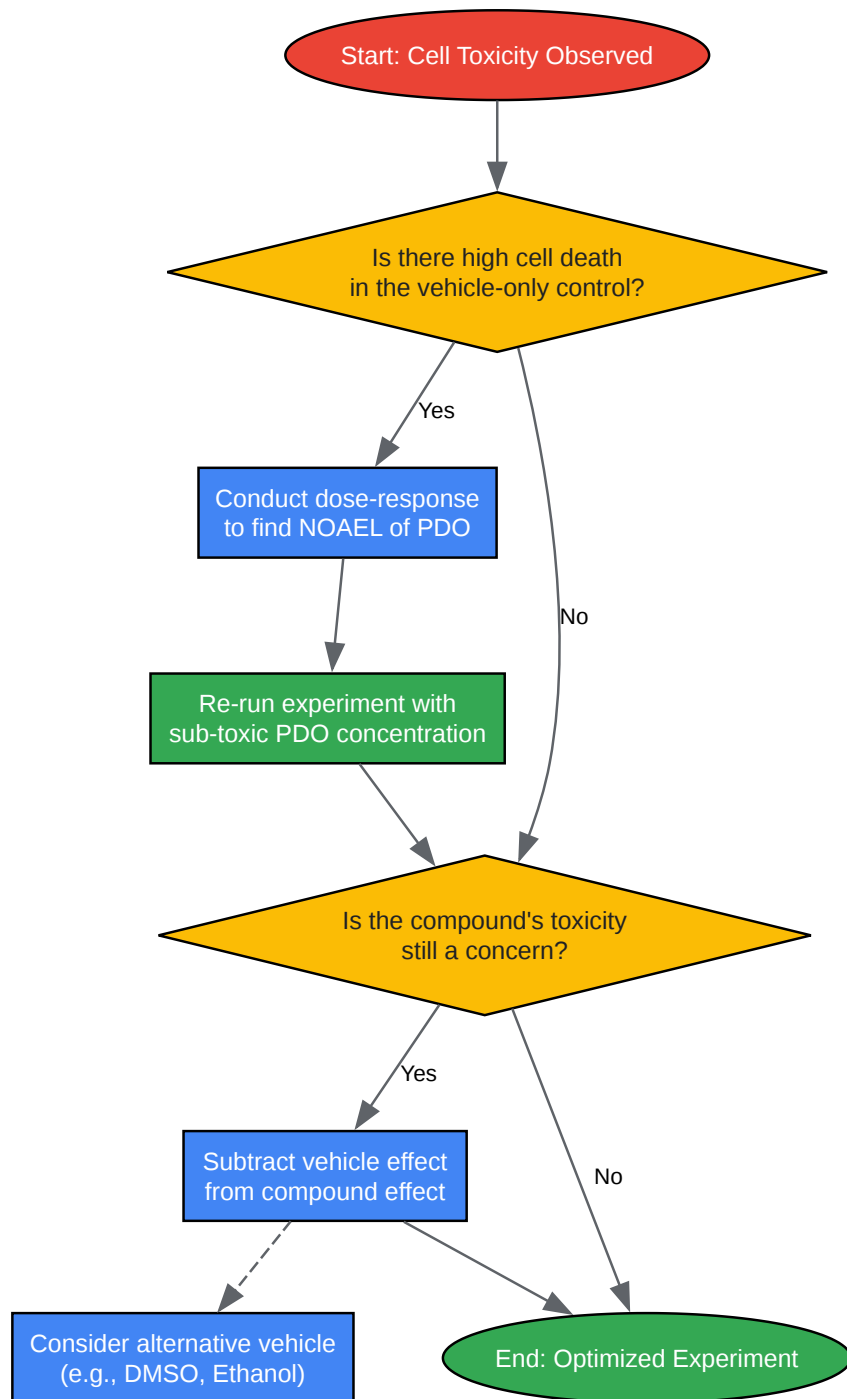 Start: Cell Toxicity Observed
Is there high cell death
in the vehicle-only control?
Yes
Conduct dose-response
to find NOAEL of PDO
No
Re-run experiment with
sub-toxic PDO concentration
Is the compound's toxicity
still a concern?
Yes
Subtract vehicle effect
from compound effect
No
Consider alternative vehicle
(e.g., DMSO, Ethanol)
End: Optimized Experiment